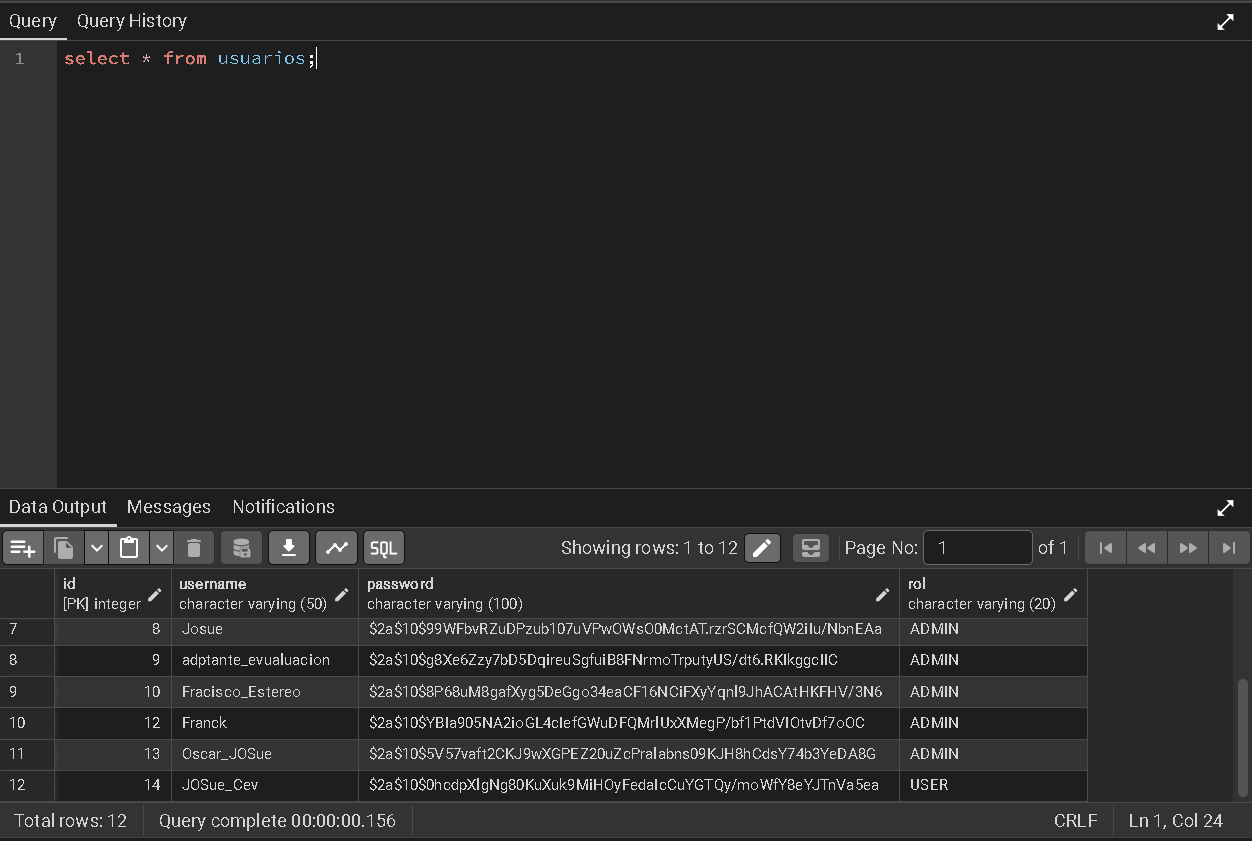 Query Query History
1 select * from usuarios;
Data Output Messages Notifications
SQL Showing rows: 1 to 12 Page No: 1 of 1
id username password rol
[PK] integer character varying (50) character varying (100) character varying (20)
7 8 Josue $2a$10$99WFbvRZuDPzub107uVPwOWsO0MctAT.rzrSCMcfQW2iIu/NbnEAa ADMIN
8 9 adptante_evualuacion $2a$10$g8Xe6Zzy7bD5DqireuSgfuiB8FNrmoTrputyUS/dt6.RKIkggcIIC ADMIN
9 10 Fracisco_Estereo $2a$10$8P68uM8gafXyg5DeGgo34eaCF16NCiFXyYqnl9JhACAtHKFHV/3N6 ADMIN
10 12 Franck $2a$10$YBIa905NA2ioGL4clefGWuDFQMrlUxXMegP/bf1PtdVIOtvDf7oOC ADMIN
11 13 Oscar_JOSue $2a$10$5V57vaft2CKJ9wXGPEZ20uZcPralabns09KJH8hCdsY74b3YeDA8G ADMIN
12 14 JOSue_Cev $2a$10$0hcdpXlgNg80KuXuk9MiHOyFedaIcCuYGTQy/moWfY8eYJTnVa5ea USER
Total rows: 12 Query complete 00:00:00.156 CRLF Ln 1, Col 24